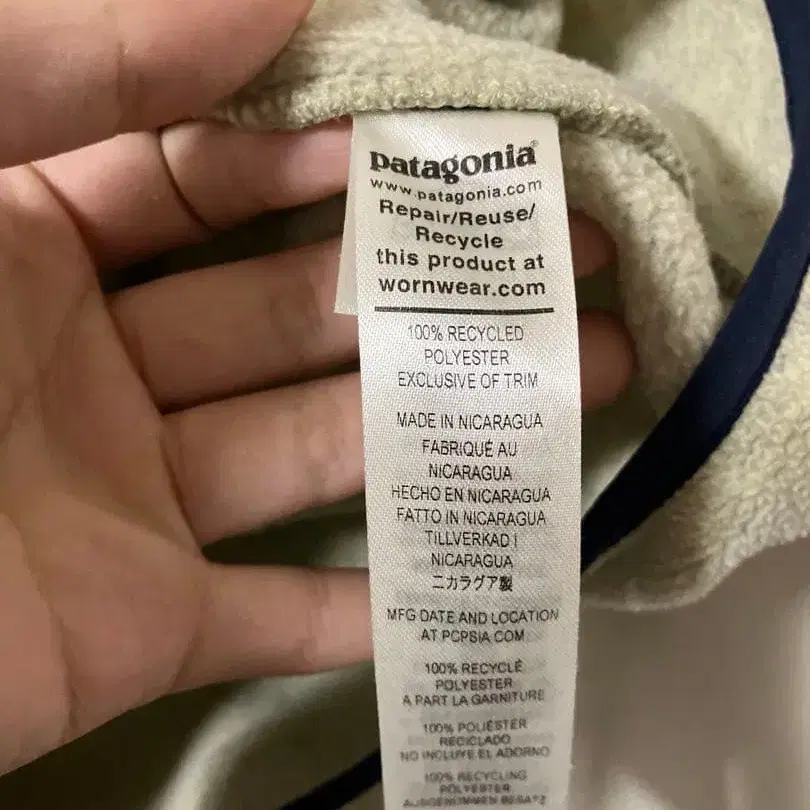 patagonia®
www.patagonia.com
Repair/Reuse/
Recycle
this product at
wornwear.com
100% RECYCLED
POLYESTER
EXCLUSIVE OF TRIM
MADE IN NICARAGUA
FABRIQUÉ AU
NICARAGUA
HECHO EN NICARAGUA
FATTO IN NICARAGUA
TILLVERKAD I
NICARAGUA
ニカラグア製
MFG DATE AND LOCATION
AT PCPSIA.COM
100% RECYCLÉ
POLYESTER
A PART LA GARNITURE
100% POLIÉSTER
RECICLADO
NO INCLUYE EL ADORNO
100% RECYCLING
POLYESTER
AUSGENOMMEN BESATZ